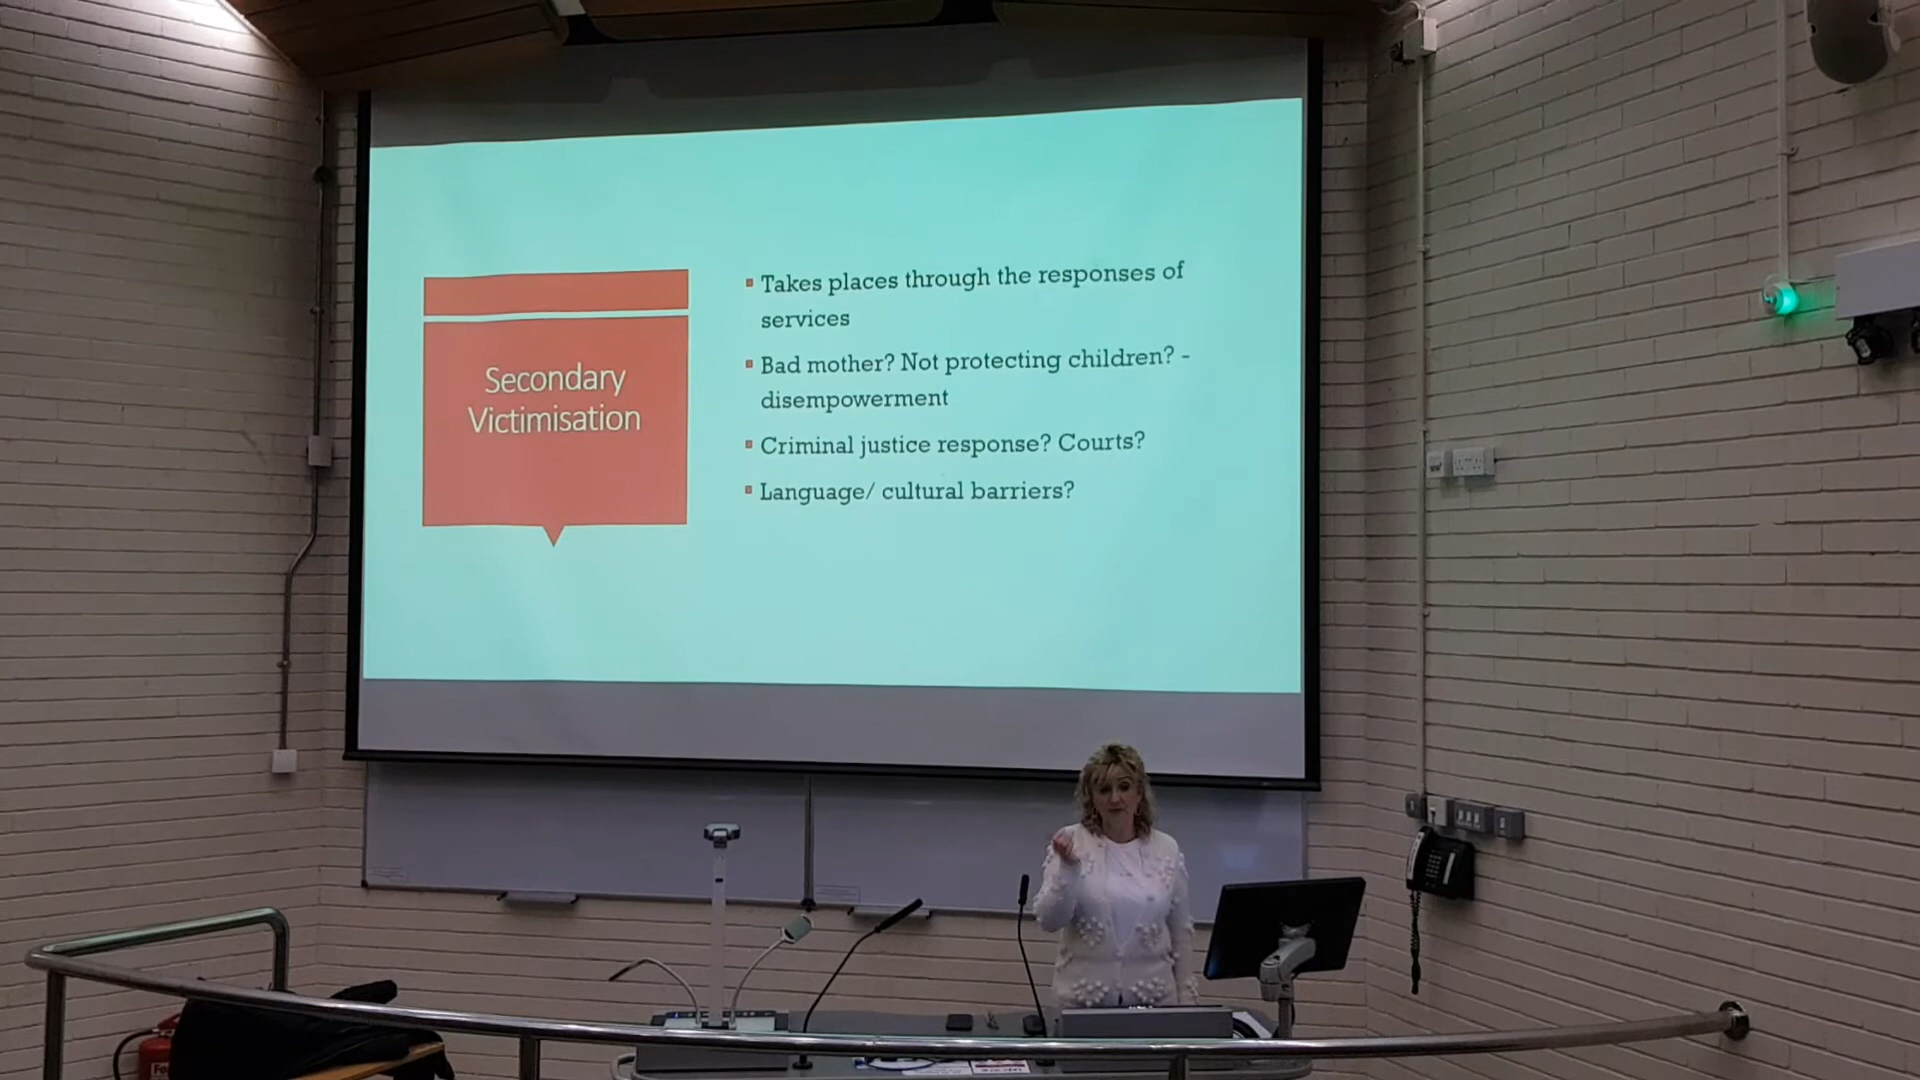 Secondary
Victimisation
Takes places through the responses of
services
Bad mother? Not protecting children? -
disempowerment
Criminal justice response? Courts?
Language/ cultural barriers?